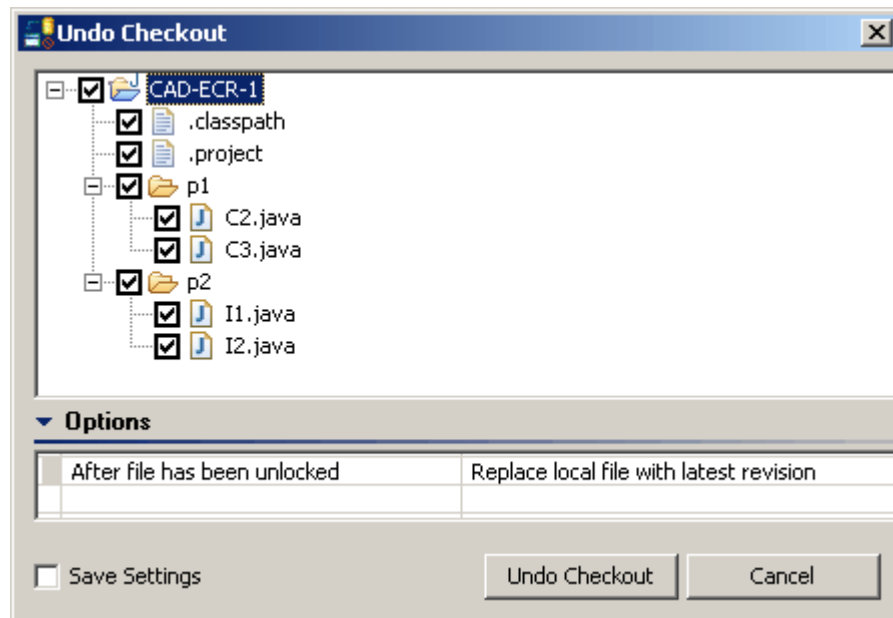 Undo Checkout
CAD-ECR-1
.classpath
.project
p1
C2.java
C3.java
p2
I1.java
I2.java
Options
After file has been unlocked Replace local file with latest revision
Save Settings Undo Checkout Cancel